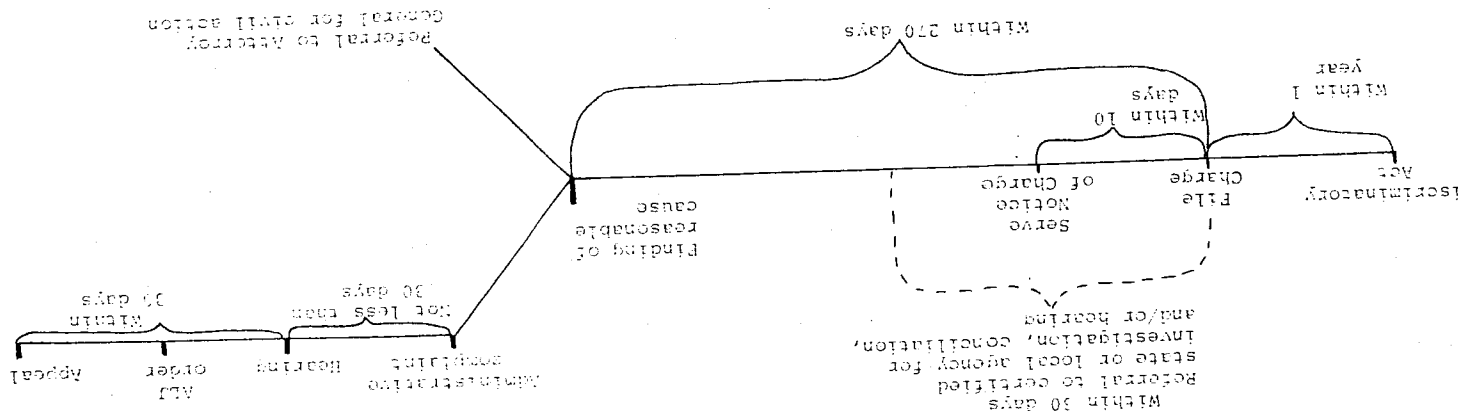 Within 30 days
Referral to certified
state or local agency for
investigation, conciliation,
and/or hearing
iscriminatory
Act
File
Charge
Serve
Notice
of Charge
Finding of
reasonable
cause
Within 1
year
Within 10
days
Within 270 days
Administrative
complaint
Hearing
ALJ
order
Appeal
Not less than
30 days
Within
days
Referral to Attorney
General for civil action